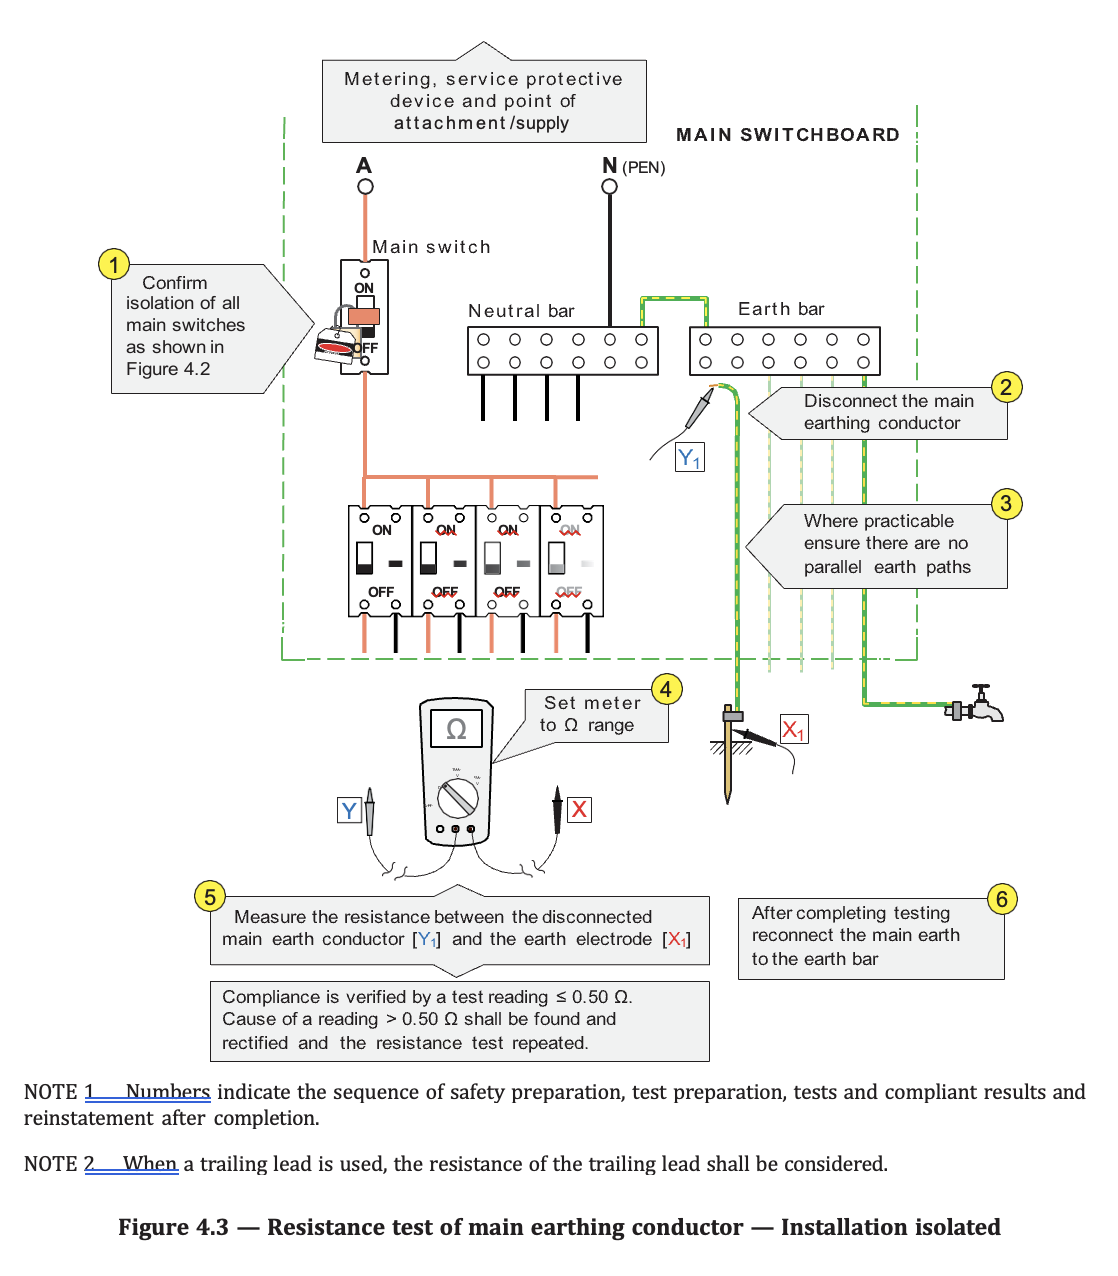 Metering, service protective
device and point of
attachment/supply
MAIN SWITCHBOARD
A
N (PEN)
Main switch
1
Confirm
isolation of all
main switches
as shown in
Figure 4.2
ON
OFF
Neutral bar
Earth bar
2
Disconnect the main
earthing conductor
Y1
3
Where practicable
ensure there are no
parallel earth paths
ON ON ON ON
OFF OFF OFF OFF
4
Set meter
to Ω range
Ω
X1
Y
X
5
Measure the resistance between the disconnected
main earth conductor [Y1] and the earth electrode [X1]
6
After completing testing
reconnect the main earth
to the earth bar
Compliance is verified by a test reading ≤ 0.50 Ω.
Cause of a reading > 0.50 Ω shall be found and
rectified and the resistance test repeated.
NOTE 1 Numbers indicate the sequence of safety preparation, test preparation, tests and compliant results and
reinstatement after completion.
NOTE 2 When a trailing lead is used, the resistance of the trailing lead shall be considered.
Figure 4.3 — Resistance test of main earthing conductor — Installation isolated